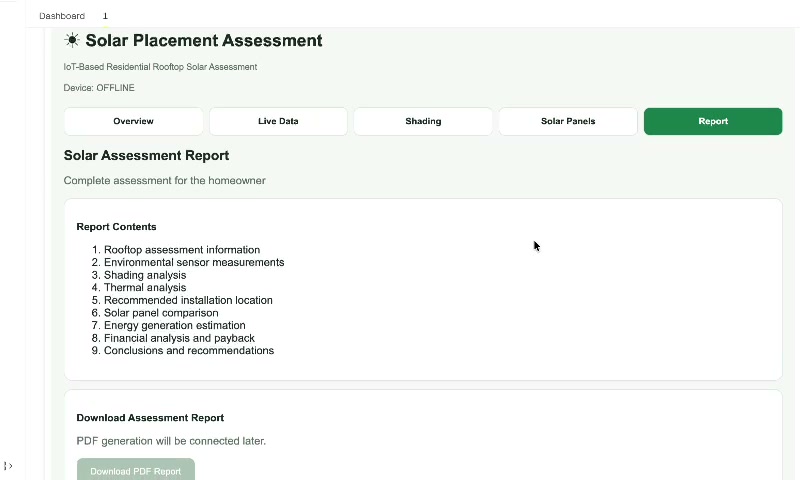 Dashboard 1
☀ Solar Placement Assessment
IoT-Based Residential Rooftop Solar Assessment
Device: OFFLINE
Overview Live Data Shading Solar Panels Report
Solar Assessment Report
Complete assessment for the homeowner
Report Contents
1. Rooftop assessment information
2. Environmental sensor measurements
3. Shading analysis
4. Thermal analysis
5. Recommended installation location
6. Solar panel comparison
7. Energy generation estimation
8. Financial analysis and payback
9. Conclusions and recommendations
Download Assessment Report
PDF generation will be connected later.
Download PDF Report